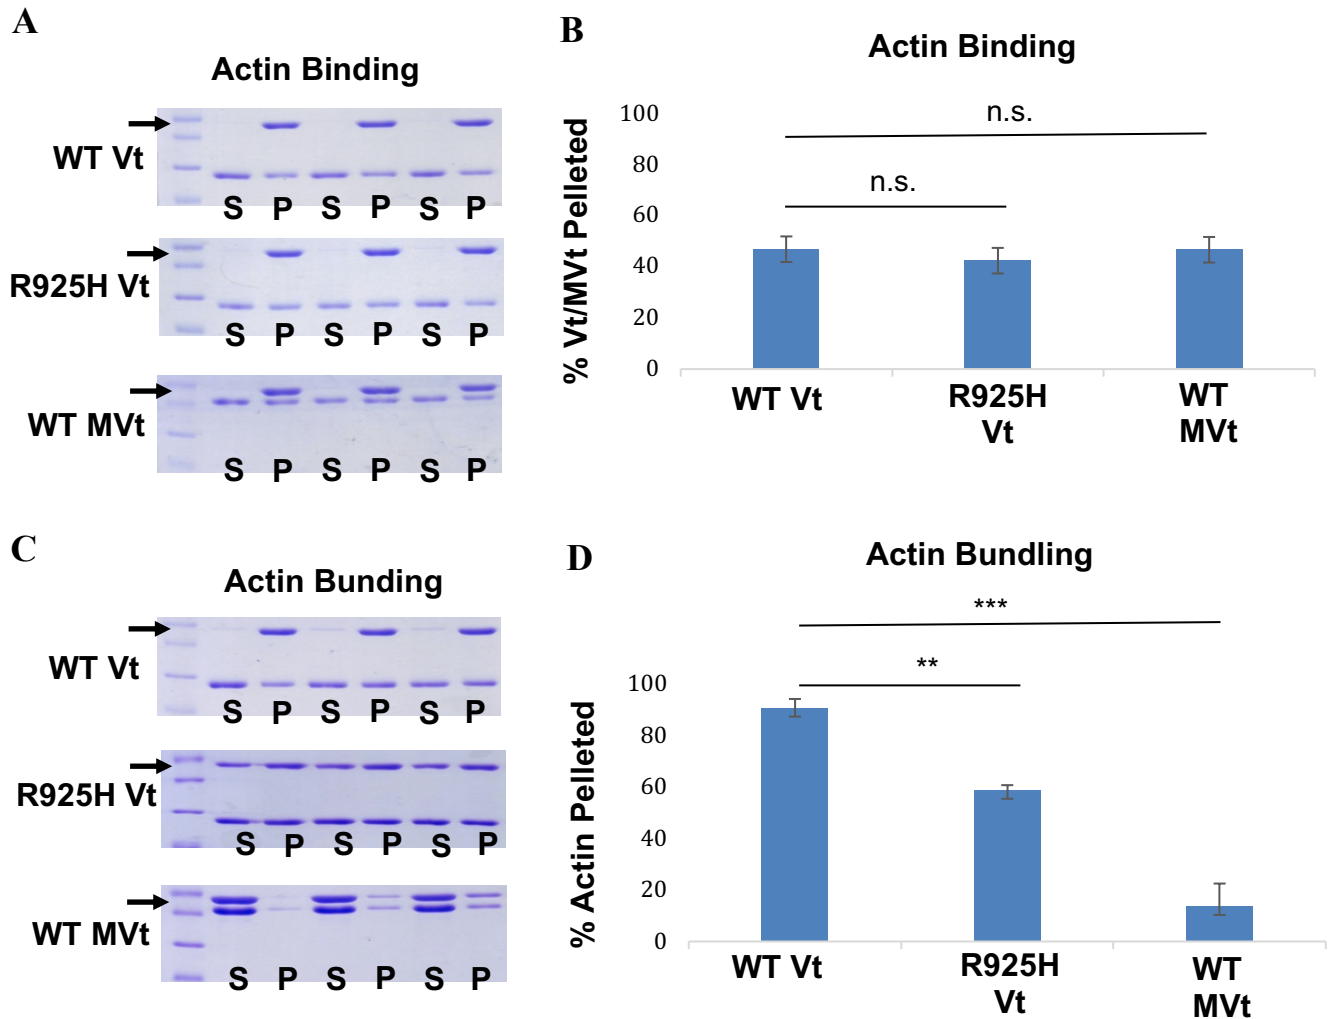 A
Actin Binding
WT Vt
S P S P S P
R925H Vt
S P S P S P
WT MVt
S P S P S P
B
Actin Binding
% Vt/MVt Pelleted
100
80
60
40
20
0
n.s.
n.s.
WT Vt
R925H
Vt
WT
MVt
C
Actin Bunding
WT Vt
S P S P S P
R925H Vt
S P S P S P
WT MVt
S P S P S P
D
Actin Bundling
% Actin Pelleted
***
**
100
80
60
40
20
0
WT Vt
R925H
Vt
WT
MVt